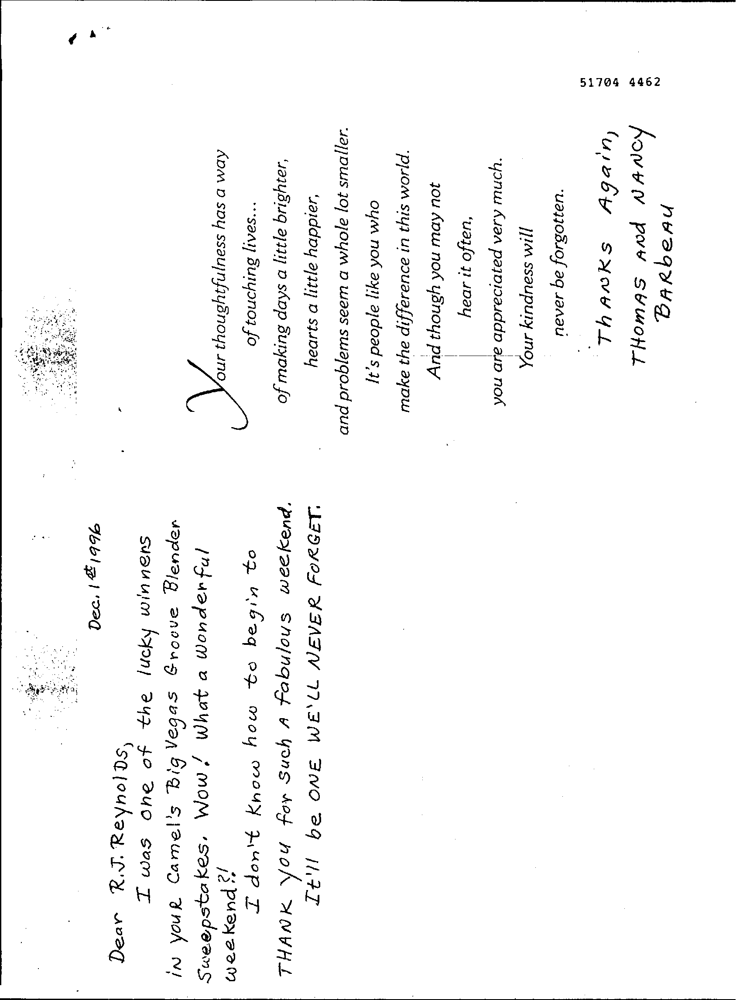 51704 4462
Dec. 1st 1996
Dear R.J. Reynolds,
I was one of the lucky winners
in your Camel's Big Vegas Groove Blender
Sweepstakes. Wow! What a wonderful
weekend?!
I don't know how to begin to
THANK you for such A fabulous weekend.
It'll be ONE WE'LL NEVER FORGET.
Your thoughtfulness has a way
of touching lives...
of making days a little brighter,
hearts a little happier,
and problems seem a whole lot smaller.
It's people like you who
make the difference in this world.
And though you may not
hear it often,
you are appreciated very much.
Your kindness will
never be forgotten.
THANKS Again,
THOMAS AND NANCY
BARbeAU